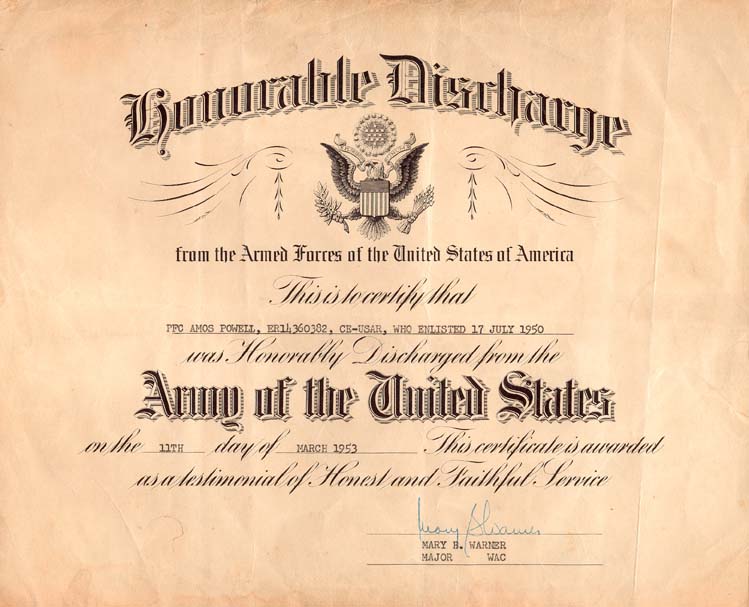 Honorable Discharge
from the Armed Forces of the United States of America
This is to certify that
PFC AMOS POWELL, ER14360382, CE-USAR, WHO ENLISTED 17 JULY 1950
was Honorably Discharged from the
Army of the United States
on the 11TH day of MARCH 1953 This certificate is awarded
as a testimonial of Honest and Faithful Service
Mary B Warner
MARY B. WARNER
MAJOR WAC